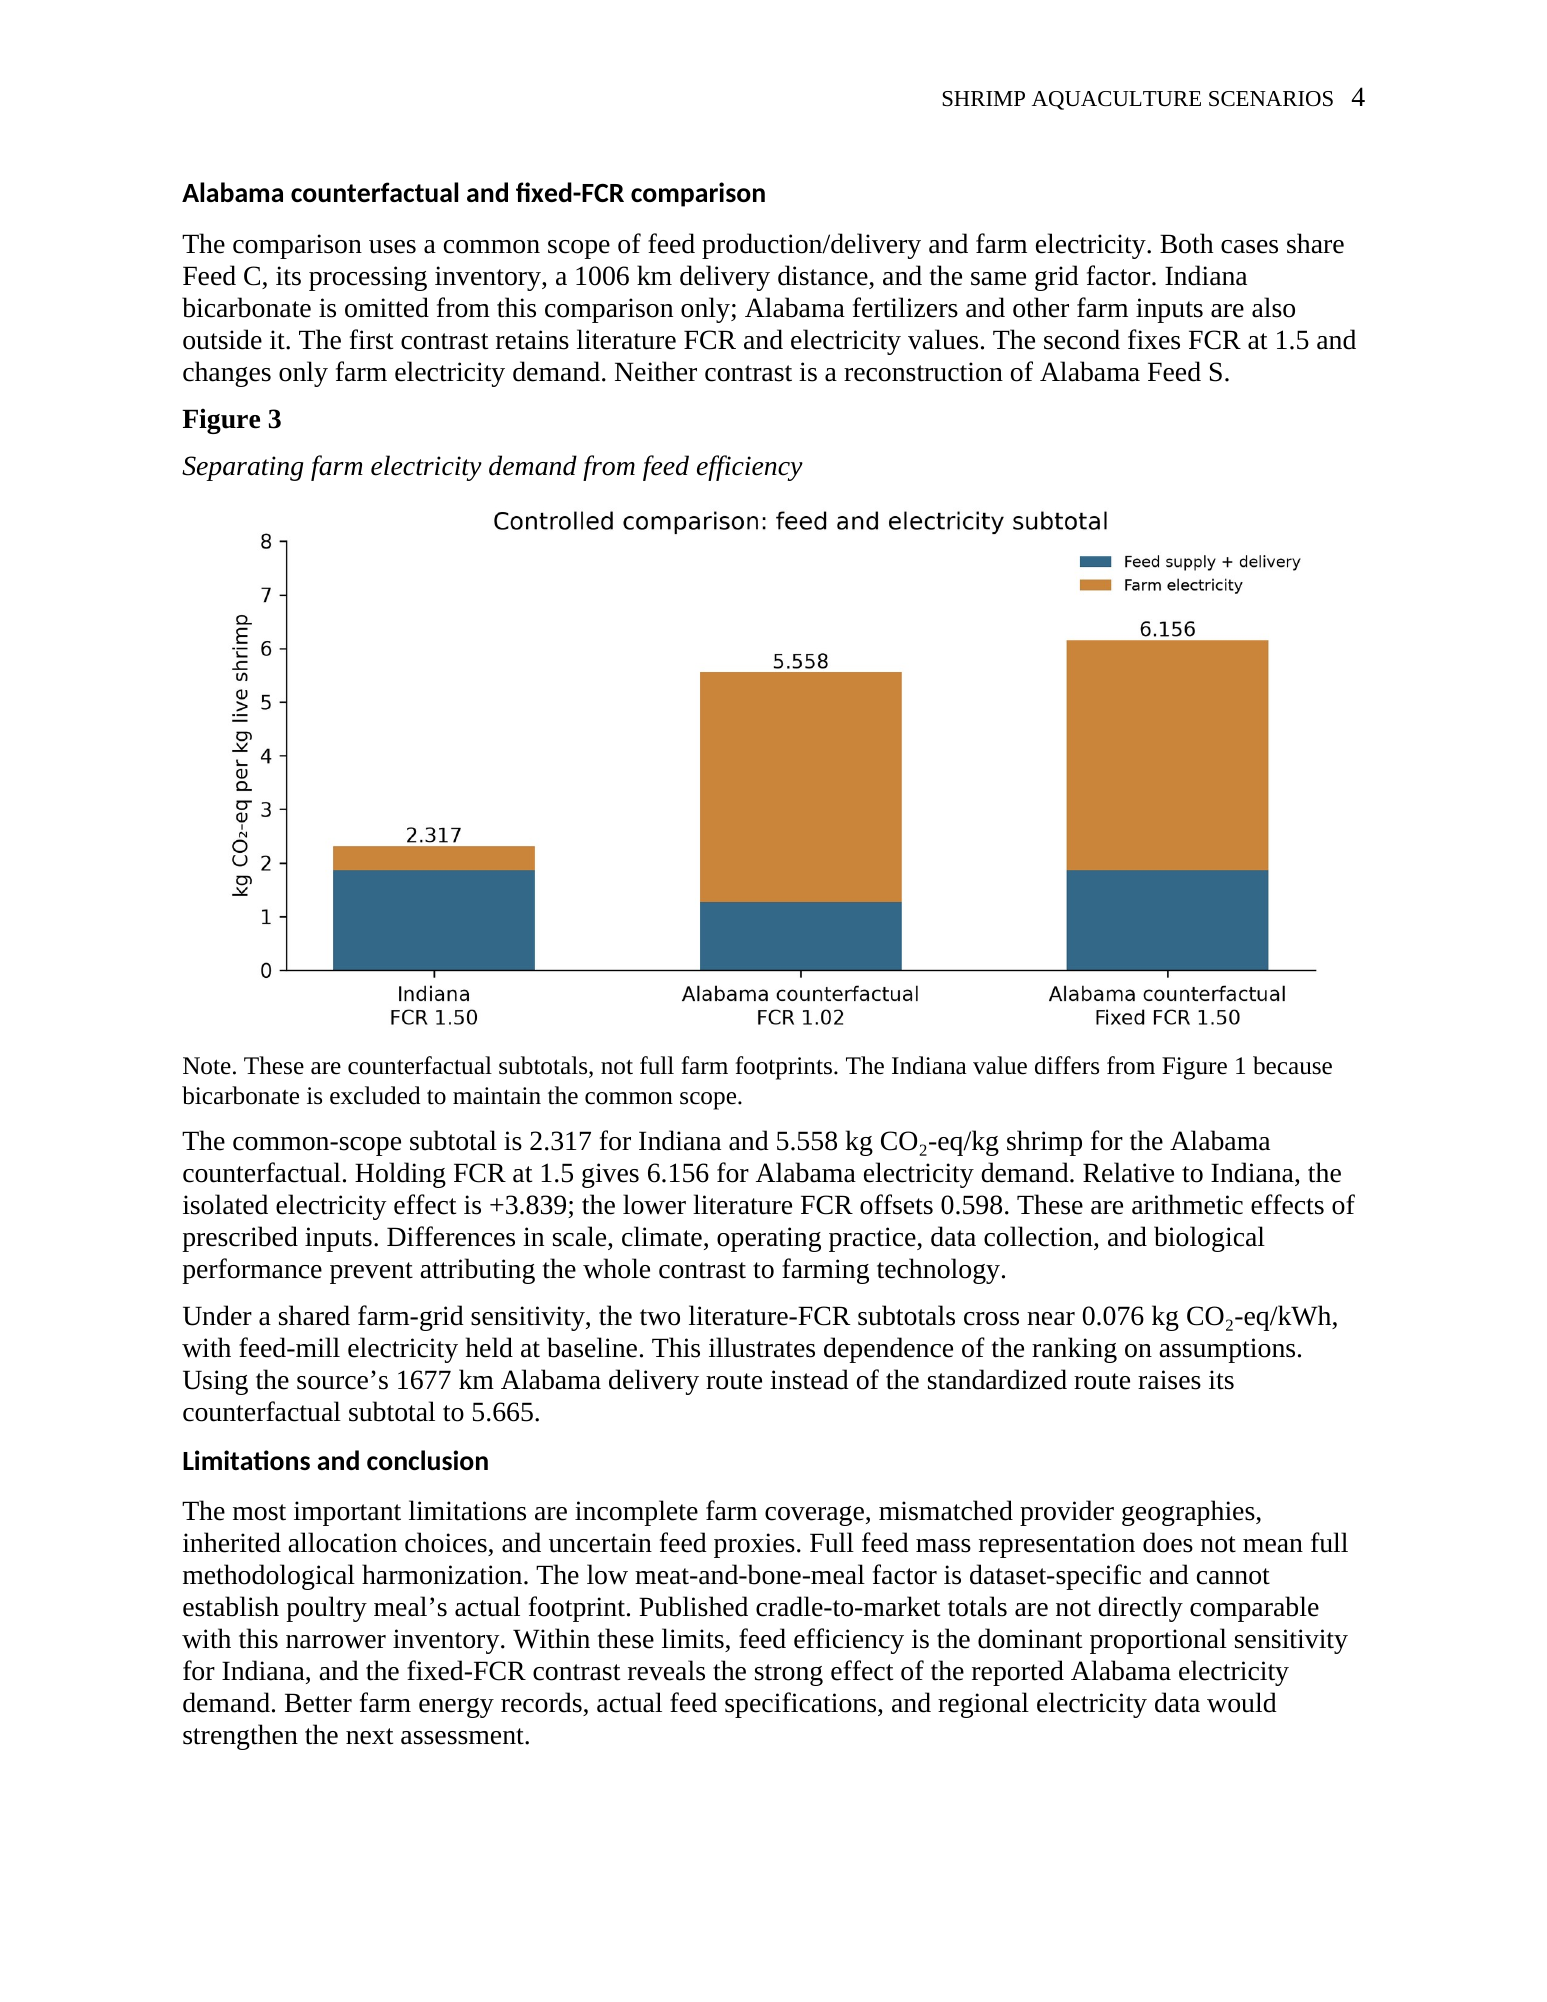 SHRIMP AQUACULTURE SCENARIOS 4
Alabama counterfactual and fixed-FCR comparison
The comparison uses a common scope of feed production/delivery and farm electricity. Both cases share
Feed C, its processing inventory, a 1006 km delivery distance, and the same grid factor. Indiana
bicarbonate is omitted from this comparison only; Alabama fertilizers and other farm inputs are also
outside it. The first contrast retains literature FCR and electricity values. The second fixes FCR at 1.5 and
changes only farm electricity demand. Neither contrast is a reconstruction of Alabama Feed S.
Figure 3
Separating farm electricity demand from feed efficiency
Controlled comparison: feed and electricity subtotal
kg CO₂-eq per kg live shrimp
8
7
6
5
4
3
2
1
0
Feed supply + delivery
Farm electricity
2.317
5.558
6.156
Indiana
FCR 1.50
Alabama counterfactual
FCR 1.02
Alabama counterfactual
Fixed FCR 1.50
Note. These are counterfactual subtotals, not full farm footprints. The Indiana value differs from Figure 1 because
bicarbonate is excluded to maintain the common scope.
The common-scope subtotal is 2.317 for Indiana and 5.558 kg CO₂-eq/kg shrimp for the Alabama
counterfactual. Holding FCR at 1.5 gives 6.156 for Alabama electricity demand. Relative to Indiana, the
isolated electricity effect is +3.839; the lower literature FCR offsets 0.598. These are arithmetic effects of
prescribed inputs. Differences in scale, climate, operating practice, data collection, and biological
performance prevent attributing the whole contrast to farming technology.
Under a shared farm-grid sensitivity, the two literature-FCR subtotals cross near 0.076 kg CO₂-eq/kWh,
with feed-mill electricity held at baseline. This illustrates dependence of the ranking on assumptions.
Using the source’s 1677 km Alabama delivery route instead of the standardized route raises its
counterfactual subtotal to 5.665.
Limitations and conclusion
The most important limitations are incomplete farm coverage, mismatched provider geographies,
inherited allocation choices, and uncertain feed proxies. Full feed mass representation does not mean full
methodological harmonization. The low meat-and-bone-meal factor is dataset-specific and cannot
establish poultry meal’s actual footprint. Published cradle-to-market totals are not directly comparable
with this narrower inventory. Within these limits, feed efficiency is the dominant proportional sensitivity
for Indiana, and the fixed-FCR contrast reveals the strong effect of the reported Alabama electricity
demand. Better farm energy records, actual feed specifications, and regional electricity data would
strengthen the next assessment.